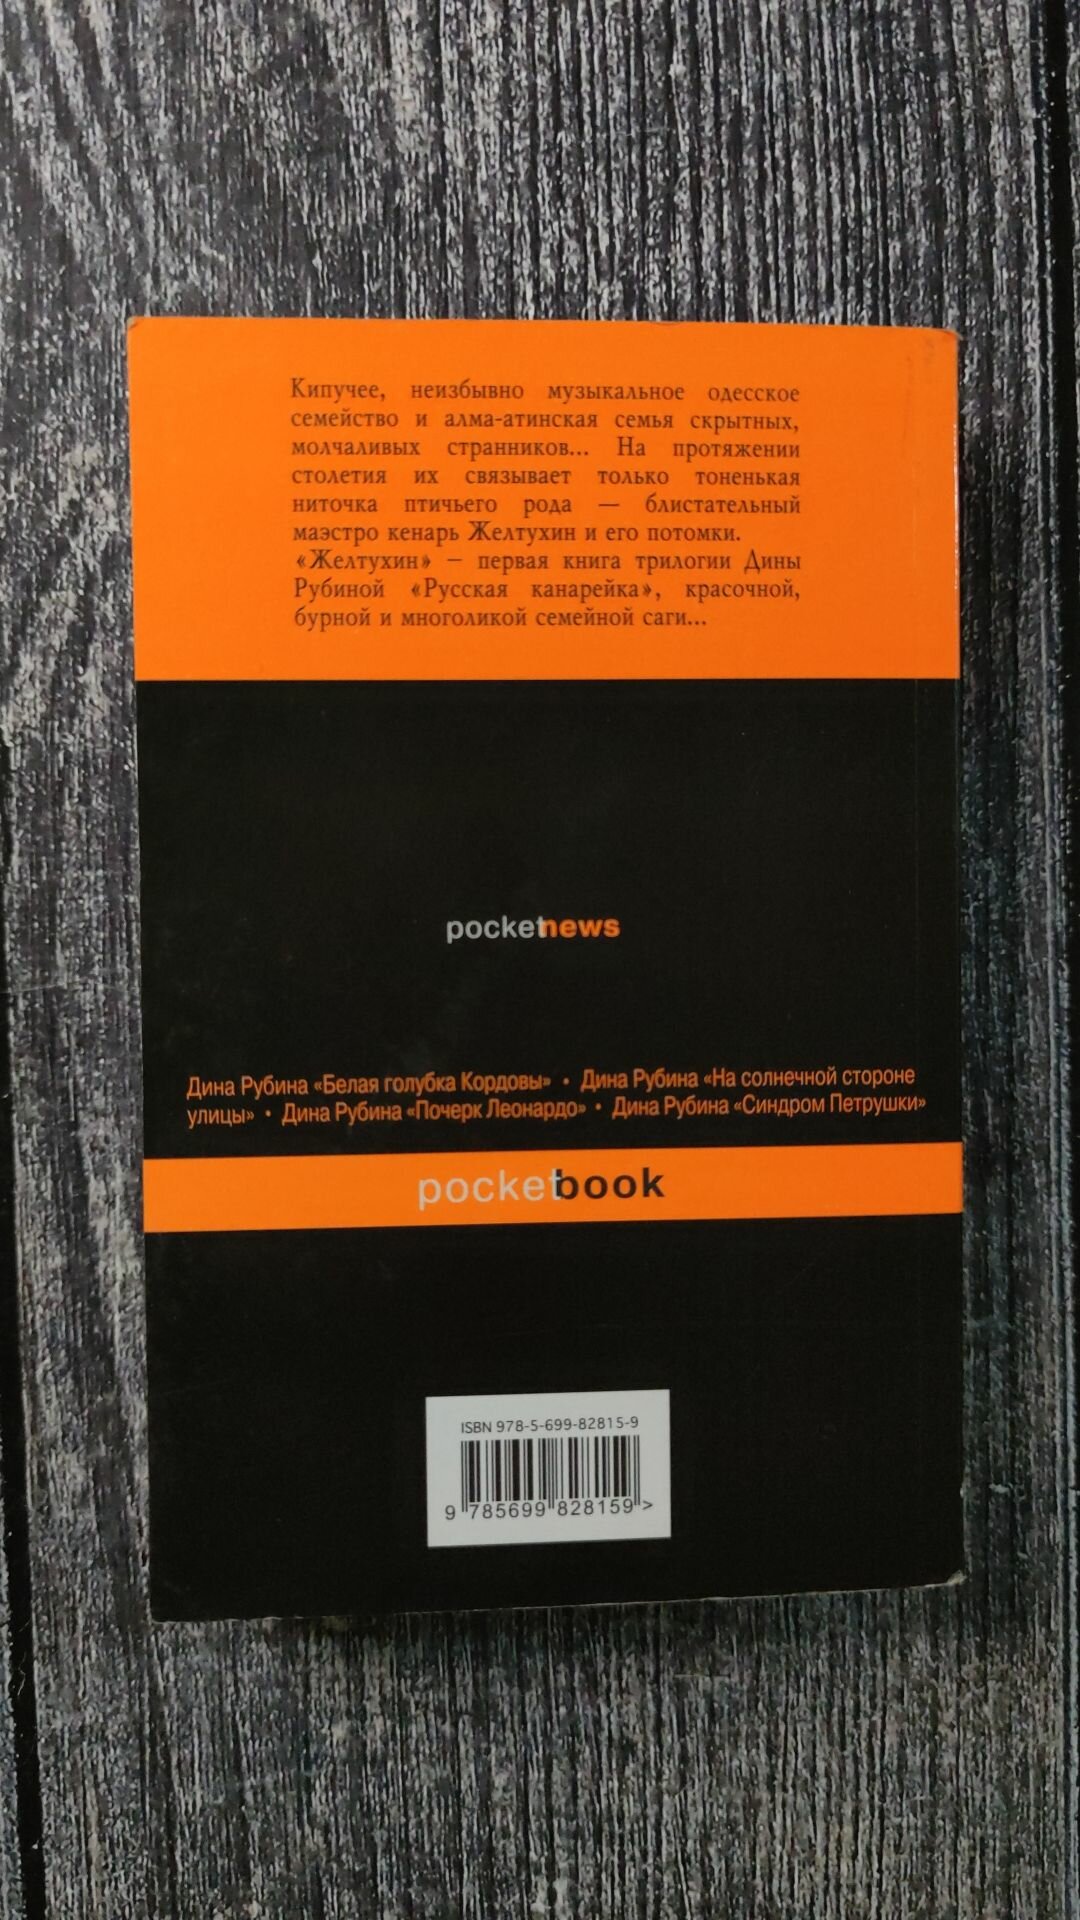 Кипучее, неизбывно музыкальное одесское
семейство и алма-атинская семья скрытных,
молчаливых странников... На протяжении
столетия их связывает только тоненькая
ниточка птичьего рода — блистательный
маэстро кенарь Желтухин и его потомки.
«Желтухин» — первая книга трилогии Дины
Рубиной «Русская канарейка», красочной,
бурной и многоликой семейной саги...
pocketnews
Дина Рубина «Белая голубка Кордовы» • Дина Рубина «На солнечной стороне
улицы» • Дина Рубина «Почерк Леонардо» • Дина Рубина «Синдром Петрушки»
pocketbook
ISBN 978-5-699-82815-9
9 785699 828159 >